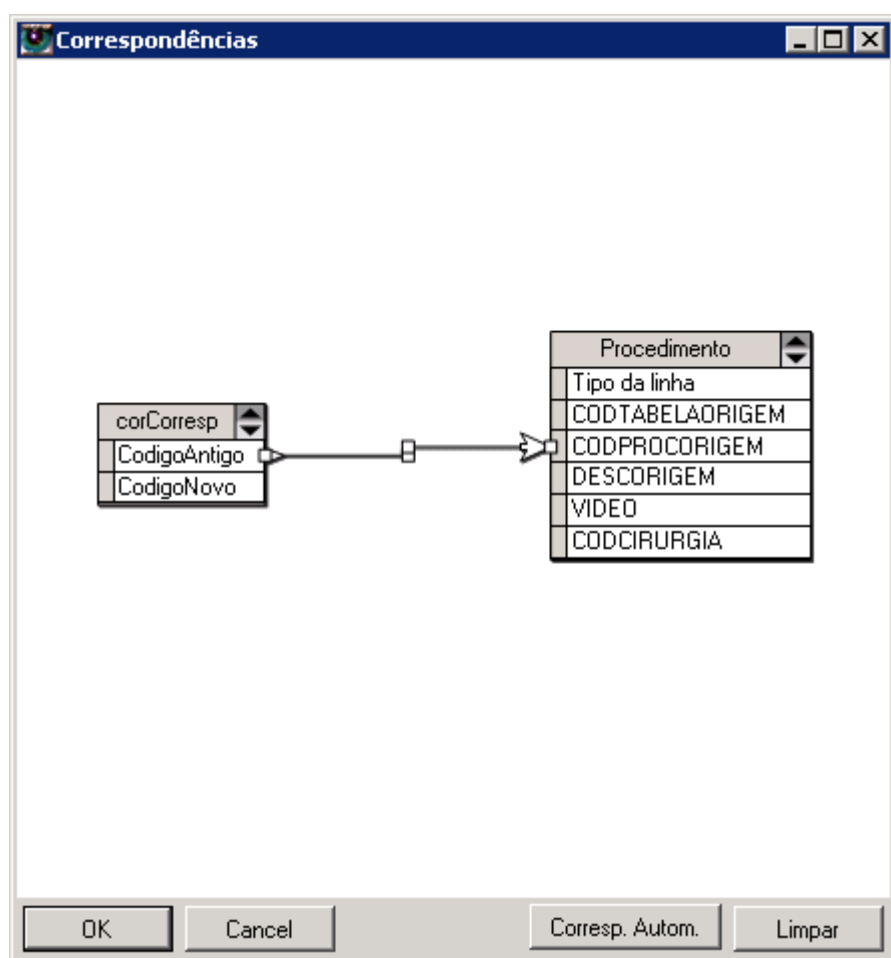 Correspondências
corCorresp
CodigoAntigo
CodigoNovo
Procedimento
Tipo da linha
CODTABELAORIGEM
CODPROCORIGEM
DESCORIGEM
VIDEO
CODCIRURGIA
OK
Cancel
Corresp. Autom.
Limpar